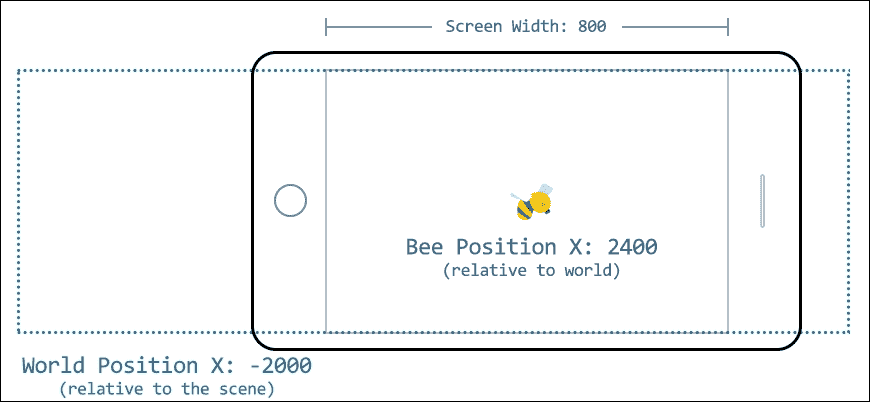 Screen Width: 800
Bee Position X: 2400
(relative to world)
World Position X: -2000
(relative to the scene)